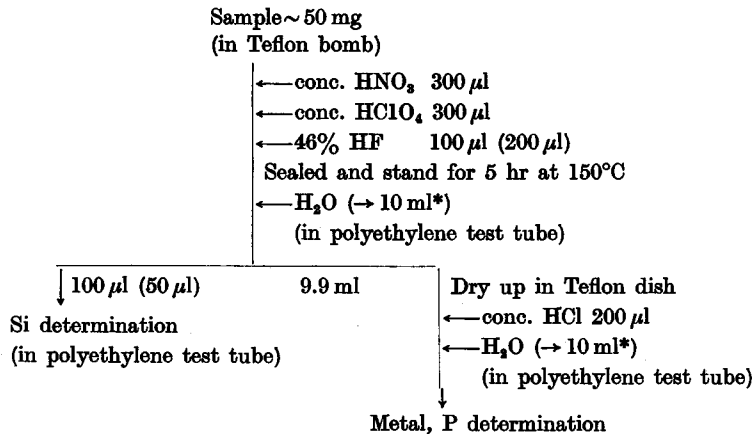 Sample~50 mg
(in Teflon bomb)
←conc. HNO₃ 300 μl
←conc. HClO₄ 300 μl
←46% HF 100 μl (200 μl)
Sealed and stand for 5 hr at 150°C
←H₂O (→ 10 ml*)
(in polyethylene test tube)
100 μl (50 μl) 9.9 ml Dry up in Teflon dish
←conc. HCl 200 μl
Si determination
(in polyethylene test tube)
←H₂O (→ 10 ml*)
(in polyethylene test tube)
Metal, P determination